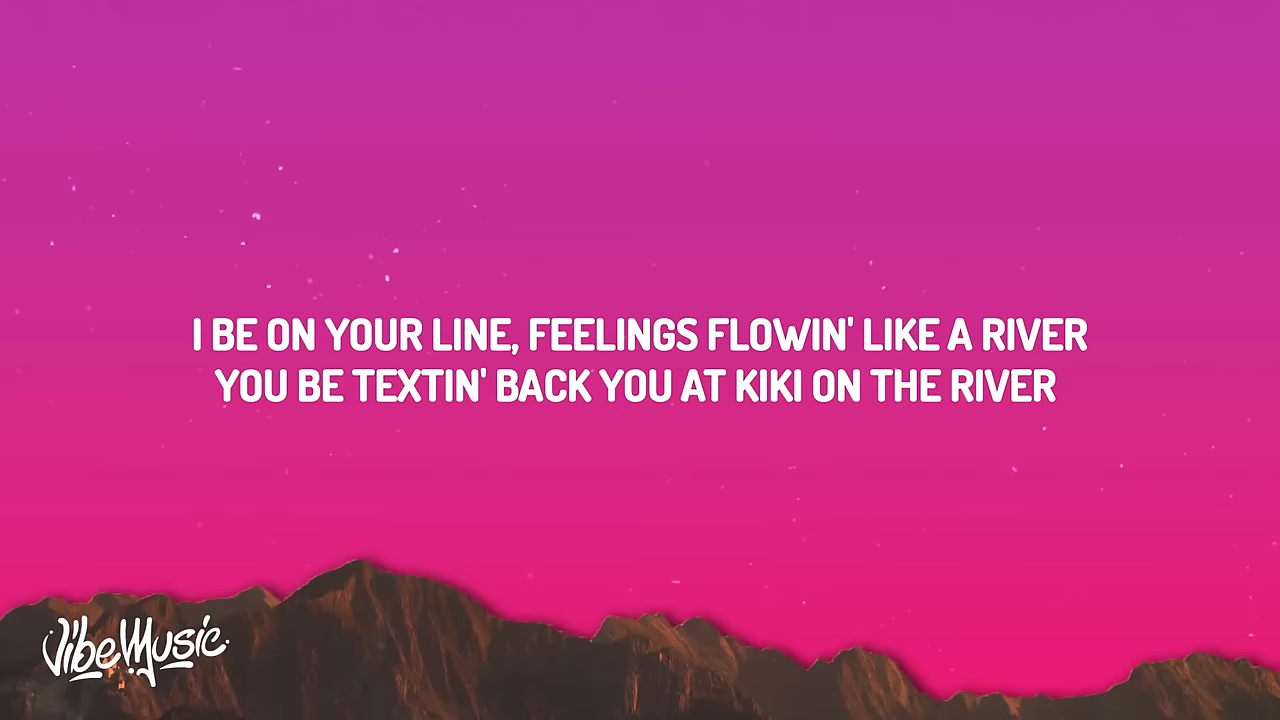 I BE ON YOUR LINE, FEELINGS FLOWIN' LIKE A RIVER
YOU BE TEXTIN' BACK YOU AT KIKI ON THE RIVER
VibeMusic